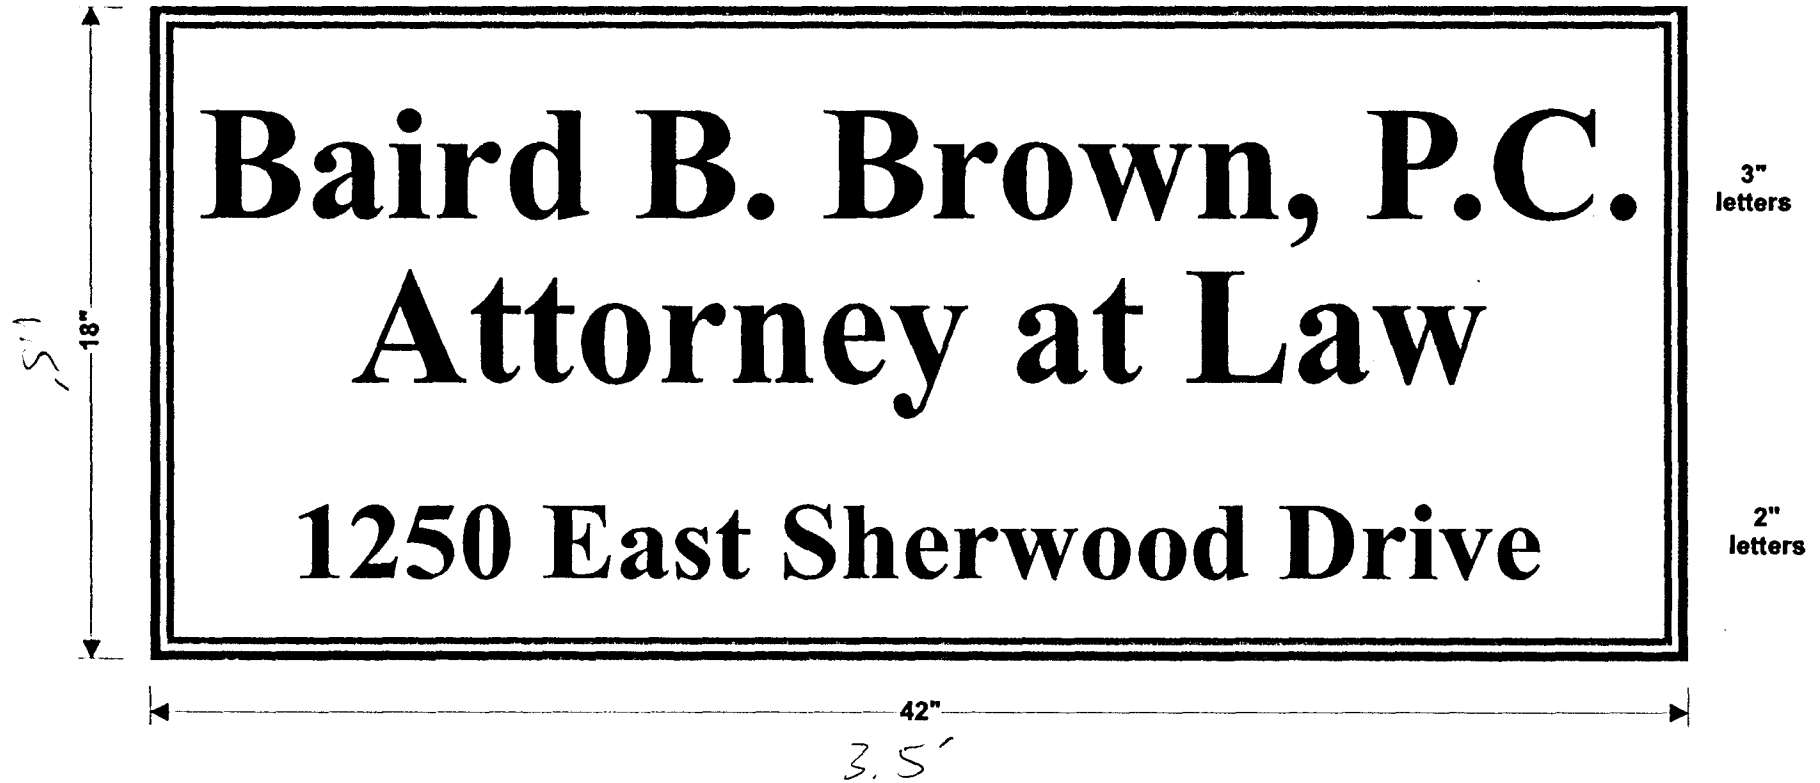 Baird B. Brown, P.C.
Attorney at Law
1250 East Sherwood Drive
3"
letters
2"
letters
18"
1.5'
42"
3.5'